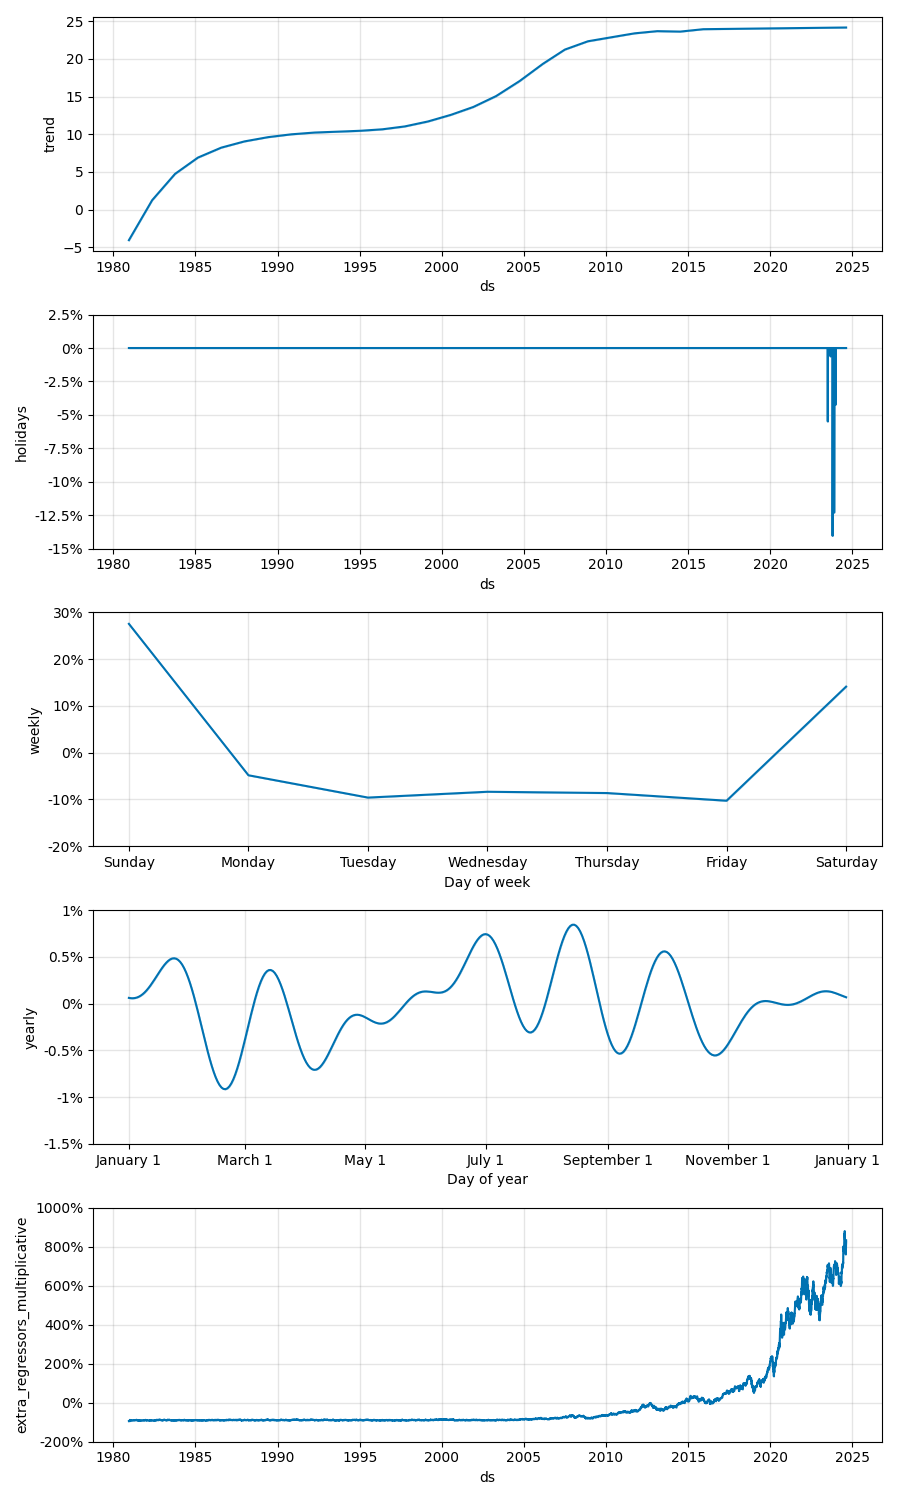 25
20
15
10
5
0
−5
trend
1980 1985 1990 1995 2000 2005 2010 2015 2020 2025
ds
2.5%
0%
-2.5%
-5%
-7.5%
-10%
-12.5%
-15%
holidays
1980 1985 1990 1995 2000 2005 2010 2015 2020 2025
ds
30%
20%
10%
0%
-10%
-20%
weekly
Sunday Monday Tuesday Wednesday Thursday Friday Saturday
Day of week
1%
0.5%
0%
-0.5%
-1%
-1.5%
yearly
January 1 March 1 May 1 July 1 September 1 November 1 January 1
Day of year
1000%
800%
600%
400%
200%
0%
-200%
extra_regressors_multiplicative
1980 1985 1990 1995 2000 2005 2010 2015 2020 2025
ds